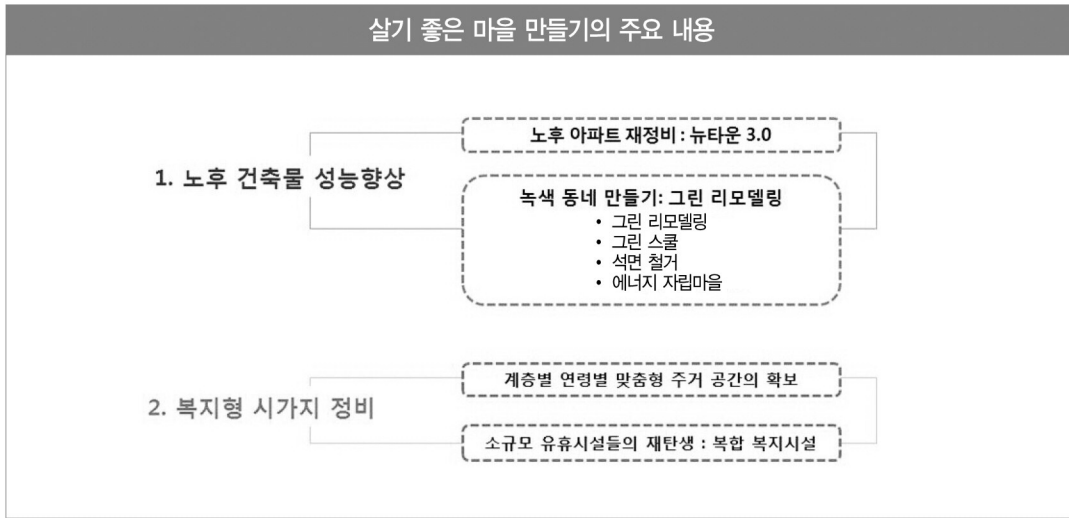 살기 좋은 마을 만들기의 주요 내용
1. 노후 건축물 성능향상
노후 아파트 재정비 : 뉴타운 3.0
녹색 동네 만들기: 그린 리모델링
• 그린 리모델링
• 그린 스쿨
• 석면 철거
• 에너지 자립마을
2. 복지형 시가지 정비
계층별 연령별 맞춤형 주거 공간의 확보
소규모 유휴시설들의 재탄생 : 복합 복지시설